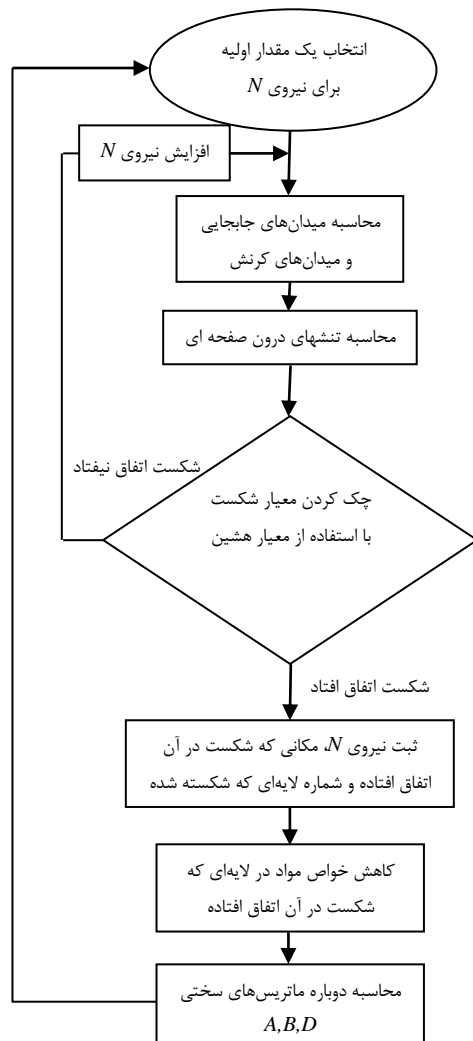 انتخاب یک مقدار اولیه
برای نیروی N
افزایش نیروی N
محاسبه میدان‌های جابجایی
و میدان‌های کرنش
محاسبه تنشهای درون صفحه ای
شکست اتفاق نیفتاد
چک کردن معیار شکست
با استفاده از معیار هشین
شکست اتفاق افتاد
ثبت نیروی N، مکانی که شکست در آن
اتفاق افتاده و شماره لایه‌ای که شکسته شده
کاهش خواص مواد در لایه‌ای که
شکست در آن اتفاق افتاده
محاسبه دوباره ماتریس‌های سختی
A,B,D